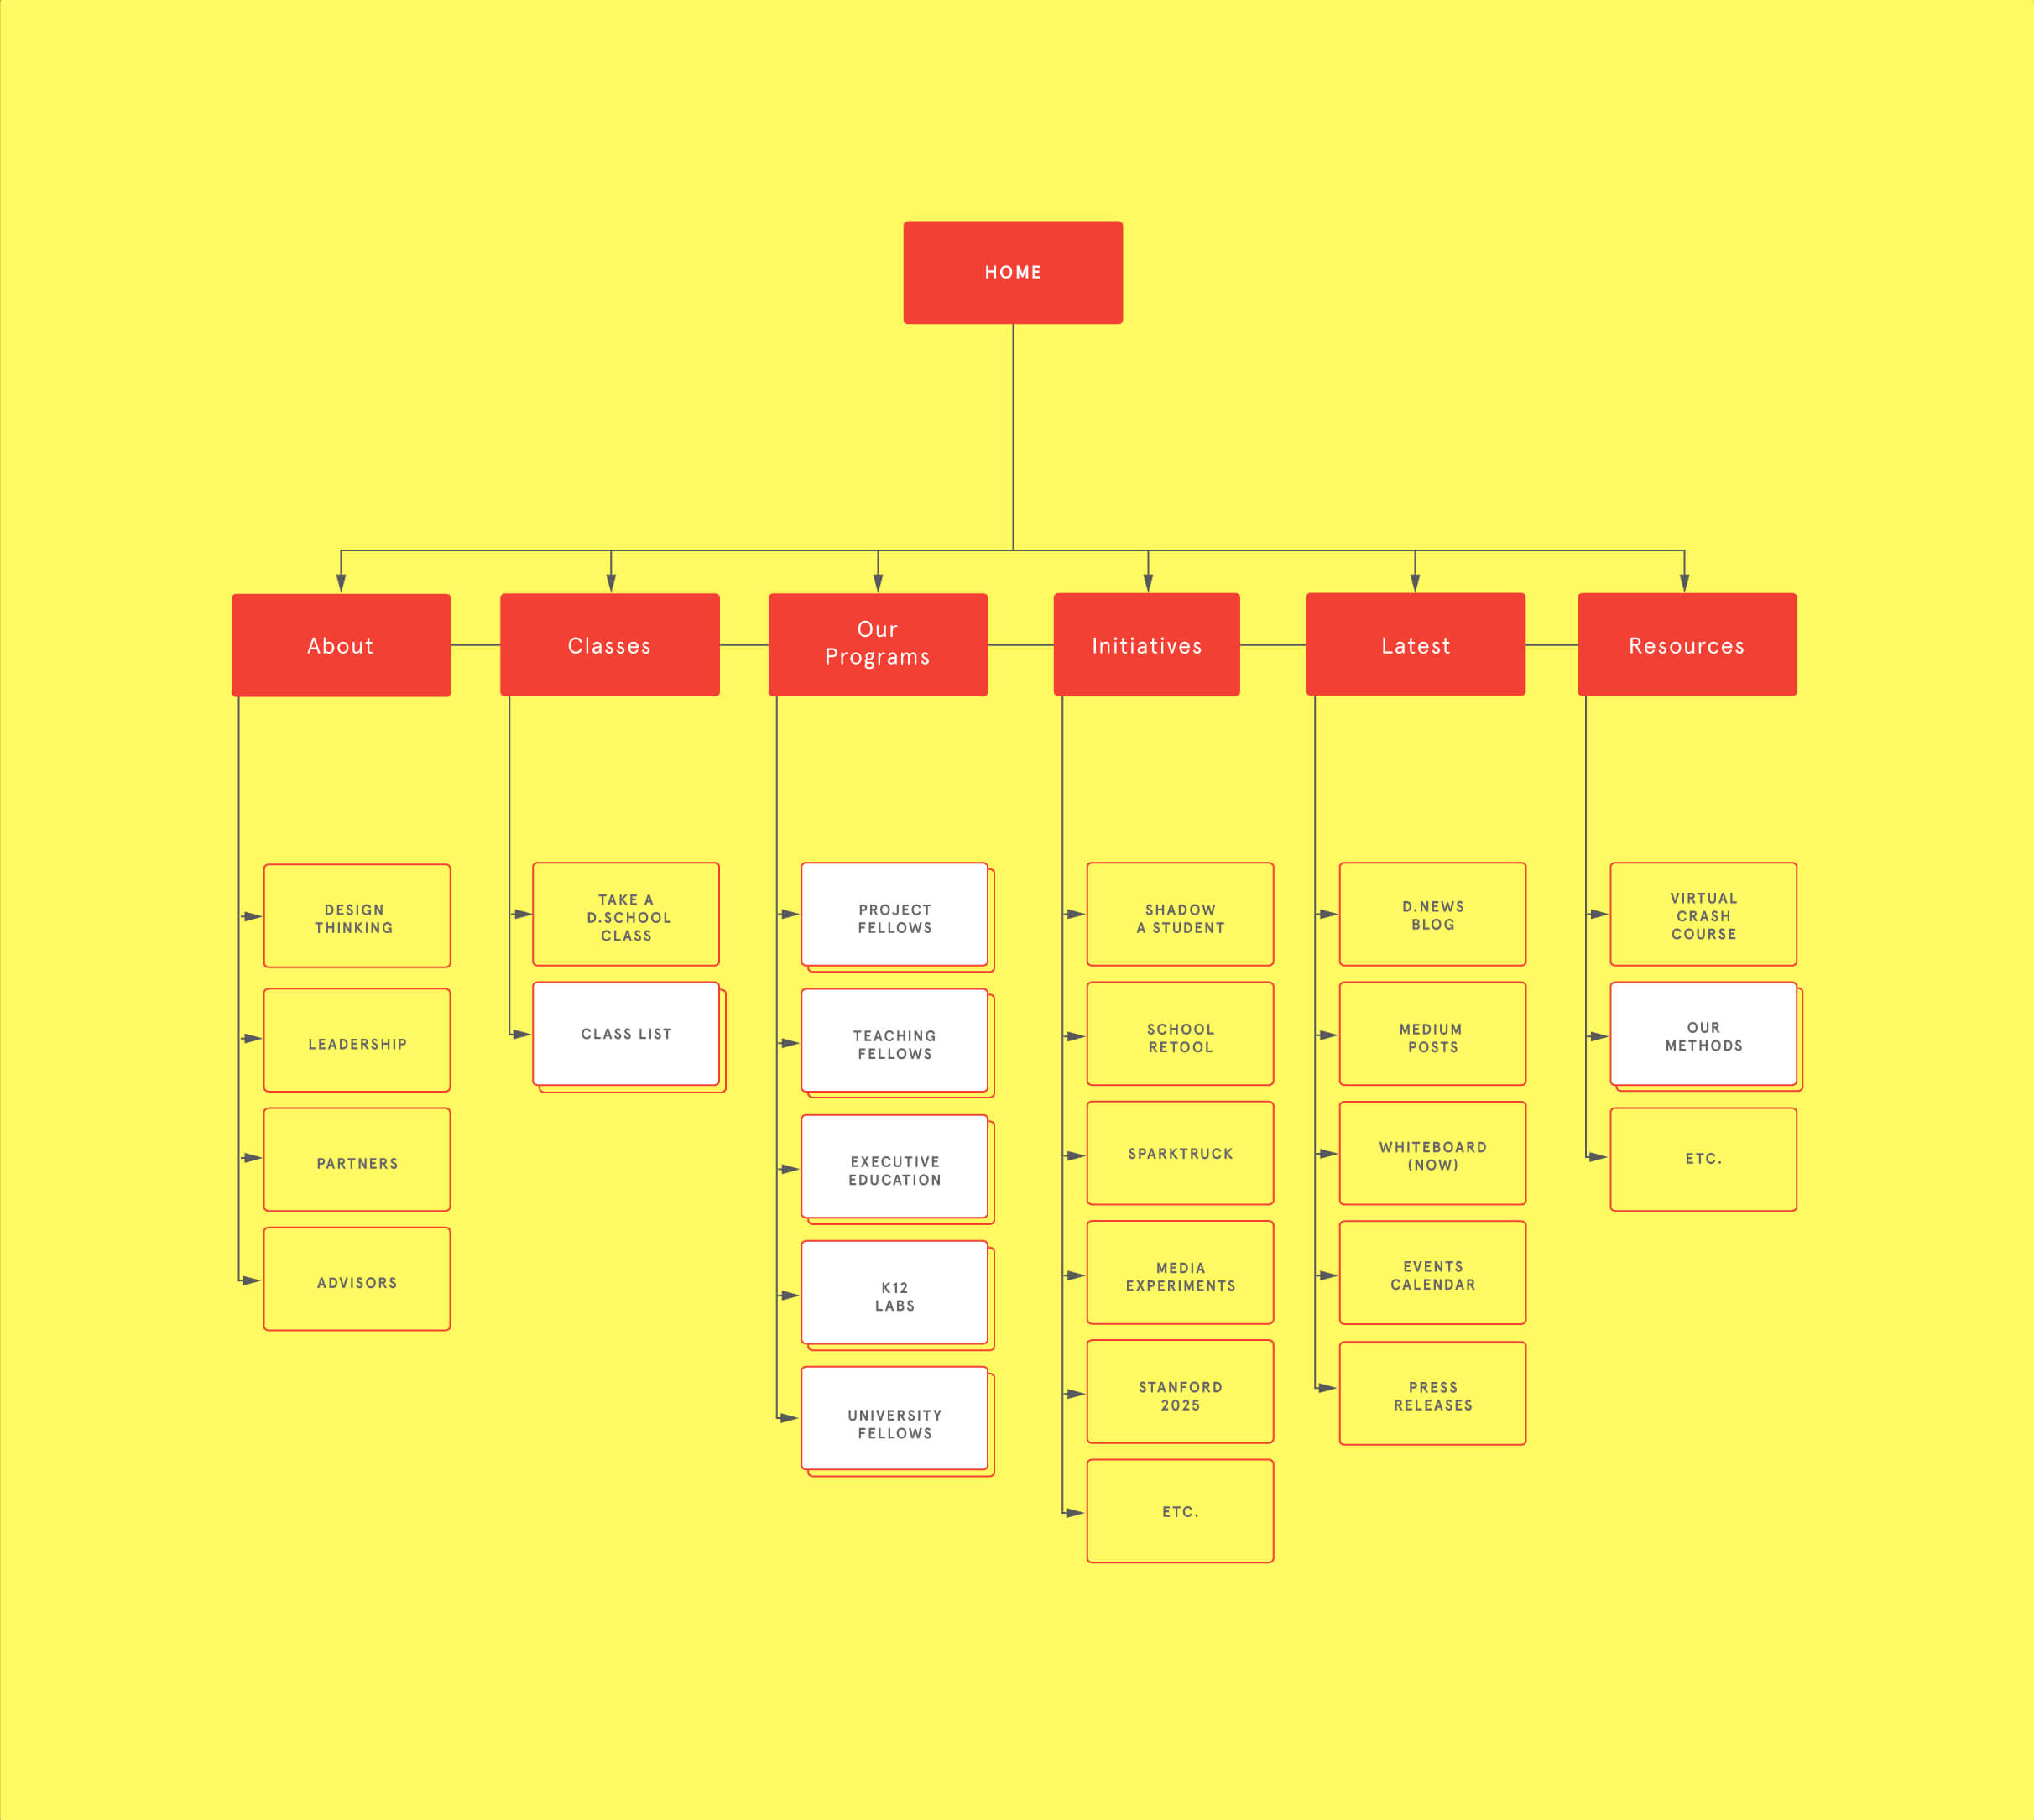 HOME
About
Classes
Our
Programs
Initiatives
Latest
Resources
DESIGN
THINKING
LEADERSHIP
PARTNERS
ADVISORS
TAKE A
D.SCHOOL
CLASS
CLASS LIST
PROJECT
FELLOWS
TEACHING
FELLOWS
EXECUTIVE
EDUCATION
K12
LABS
UNIVERSITY
FELLOWS
SHADOW
A STUDENT
SCHOOL
RETOOL
SPARKTRUCK
MEDIA
EXPERIMENTS
STANFORD
2025
ETC.
D.NEWS
BLOG
MEDIUM
POSTS
WHITEBOARD
(NOW)
EVENTS
CALENDAR
PRESS
RELEASES
VIRTUAL
CRASH
COURSE
OUR
METHODS
ETC.